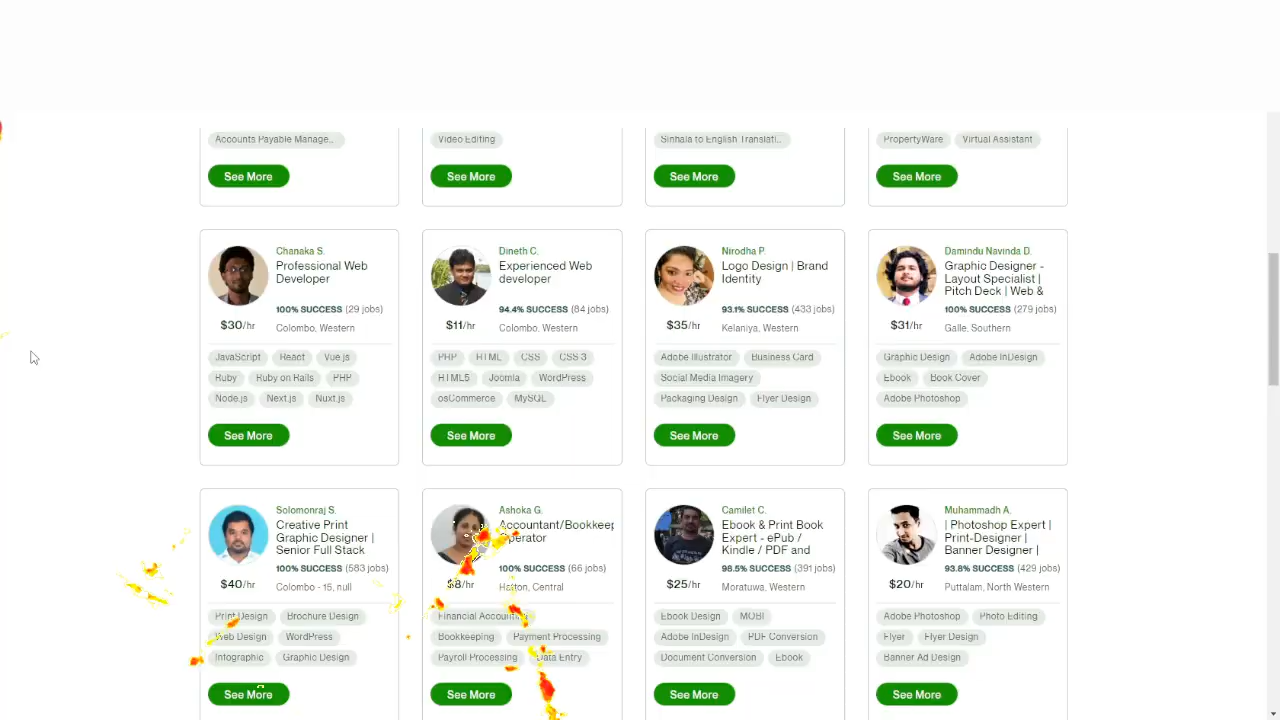 Accounts Payable Manage..
Video Editing
Sinhala to English Translati..
PropertyWare Virtual Assistant
See More
See More
See More
See More
Chanaka S.
Professional Web
Developer.
100% SUCCESS (29 jobs)
$30/hr
Colombo, Western
JavaScript React Vue.js
Ruby Ruby on Rails PHP
Node.js Next.js Nuxt.js
See More
Dineth C.
Experienced Web
developer
94.4% SUCCESS (84 jobs)
$11/hr
Colombo, Western
PHP HTML CSS CSS 3
HTML5 Joomla WordPress
osCommerce MySQL
See More
Nirodha P.
Logo Design | Brand
Identity
93.1% SUCCESS (433 jobs)
$35/hr
Kelaniya, Western
Adobe Illustrator Business Card
Social Media Imagery
Packaging Design Flyer Design
See More
Damindu Navinda D.
Graphic Designer -
Layout Specialist |
Pitch Deck | Web &
100% SUCCESS (279 jobs)
$31/hr
Galle, Southern
Graphic Design Adobe InDesign
Ebook Book Cover
Adobe Photoshop
See More
Solomonraj S.
Creative Print
Graphic Designer |
Senior Full Stack
100% SUCCESS (583 jobs)
$40/hr
Colombo - 15, null
Print Design Brochure Design
Web Design WordPress
Infographic Graphic Design
See More
Ashoka G.
Accountant/Bookkeep
Operator
100% SUCCESS (66 jobs)
$8/hr
Hatton, Central
Financial Accounting
Bookkeeping Payment Processing
Payroll Processing Data Entry
See More
Camilet C.
Ebook & Print Book
Expert - ePub /
Kindle / PDF and
98.5% SUCCESS (391 jobs)
$25/hr
Moratuwa, Western
Ebook Design MOBI
Adobe InDesign PDF Conversion
Document Conversion Ebook
See More
Muhammadh A.
| Photoshop Expert |
Print-Designer |
Banner Designer |
93.8% SUCCESS (429 jobs)
$20/hr
Puttalam, North Western
Adobe Photoshop Photo Editing
Flyer Flyer Design
Banner Ad Design
See More